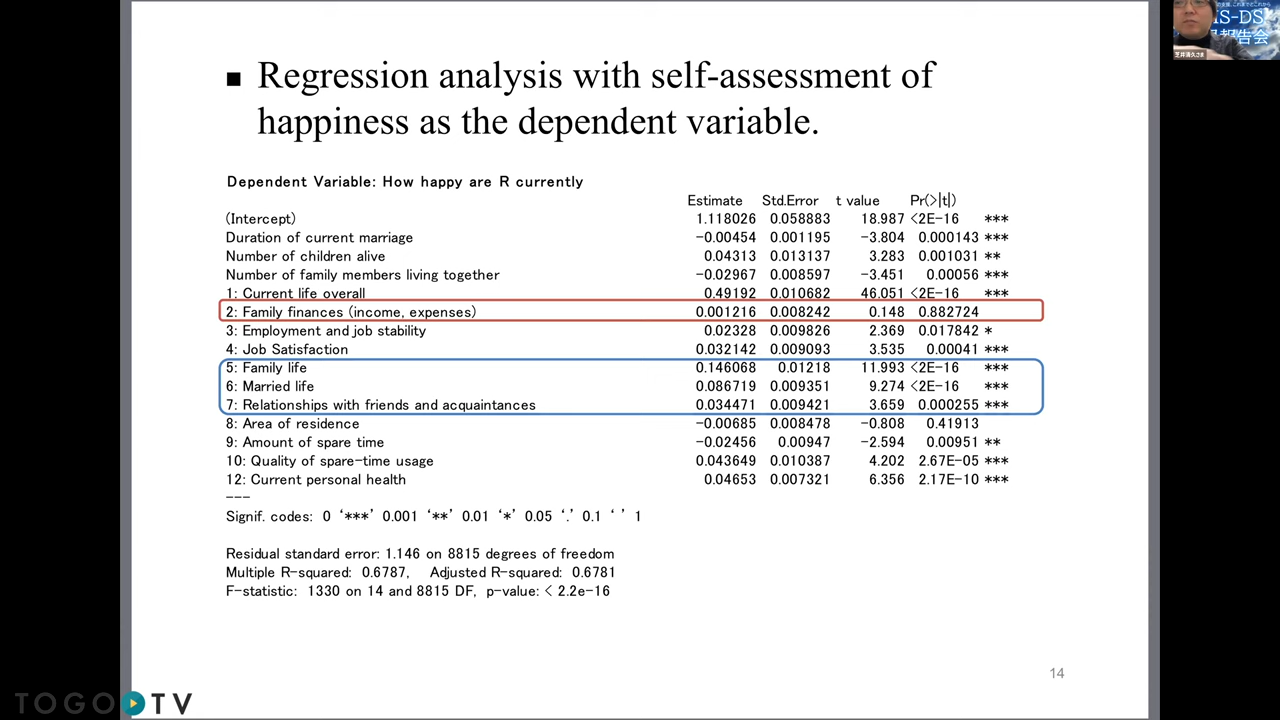 ■ Regression analysis with self-assessment of
happiness as the dependent variable.
Dependent Variable: How happy are R currently
Estimate Std.Error t value Pr(>|t|)
(Intercept) 1.118026 0.058883 18.987 <2E-16 ***
Duration of current marriage -0.00454 0.001195 -3.804 0.000143 ***
Number of children alive 0.04313 0.013137 3.283 0.001031 **
Number of family members living together -0.02967 0.008597 -3.451 0.00056 ***
1: Current life overall 0.49192 0.010682 46.051 <2E-16 ***
2: Family finances (income, expenses) 0.001216 0.008242 0.148 0.882724
3: Employment and job stability 0.02328 0.009826 2.369 0.017842 *
4: Job Satisfaction 0.032142 0.009093 3.535 0.00041 ***
5: Family life 0.146068 0.01218 11.993 <2E-16 ***
6: Married life 0.086719 0.009351 9.274 <2E-16 ***
7: Relationships with friends and acquaintances 0.034471 0.009421 3.659 0.000255 ***
8: Area of residence -0.00685 0.008478 -0.808 0.41913
9: Amount of spare time -0.02456 0.00947 -2.594 0.00951 **
10: Quality of spare-time usage 0.043649 0.010387 4.202 2.67E-05 ***
12: Current personal health 0.04653 0.007321 6.356 2.17E-10 ***
---
Signif. codes: 0 ‘***’ 0.001 ‘**’ 0.01 ‘*’ 0.05 ‘.’ 0.1 ‘ ’ 1
Residual standard error: 1.146 on 8815 degrees of freedom
Multiple R-squared: 0.6787, Adjusted R-squared: 0.6781
F-statistic: 1330 on 14 and 8815 DF, p-value: < 2.2e-16
14
TOGO TV
IS-DS
報告会